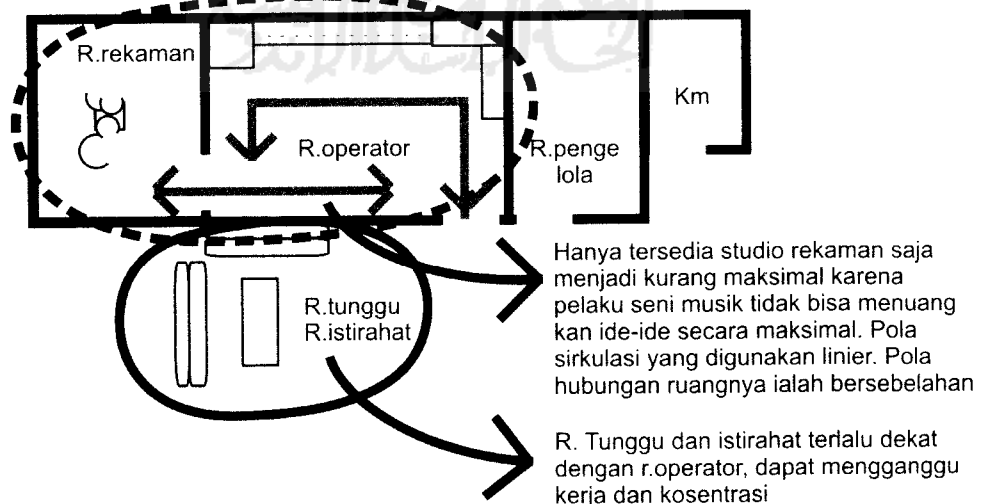 R.rekaman
R.operator
R.penge
lola
Km
Hanya tersedia studio rekaman saja
menjadi kurang maksimal karena
pelaku seni musik tidak bisa menuang
kan ide-ide secara maksimal. Pola
sirkulasi yang digunakan linier. Pola
hubungan ruangnya ialah bersebelahan
R.tunggu
R.istirahat
R. Tunggu dan istirahat terlalu dekat
dengan r.operator, dapat mengganggu
kerja dan kosentrasi